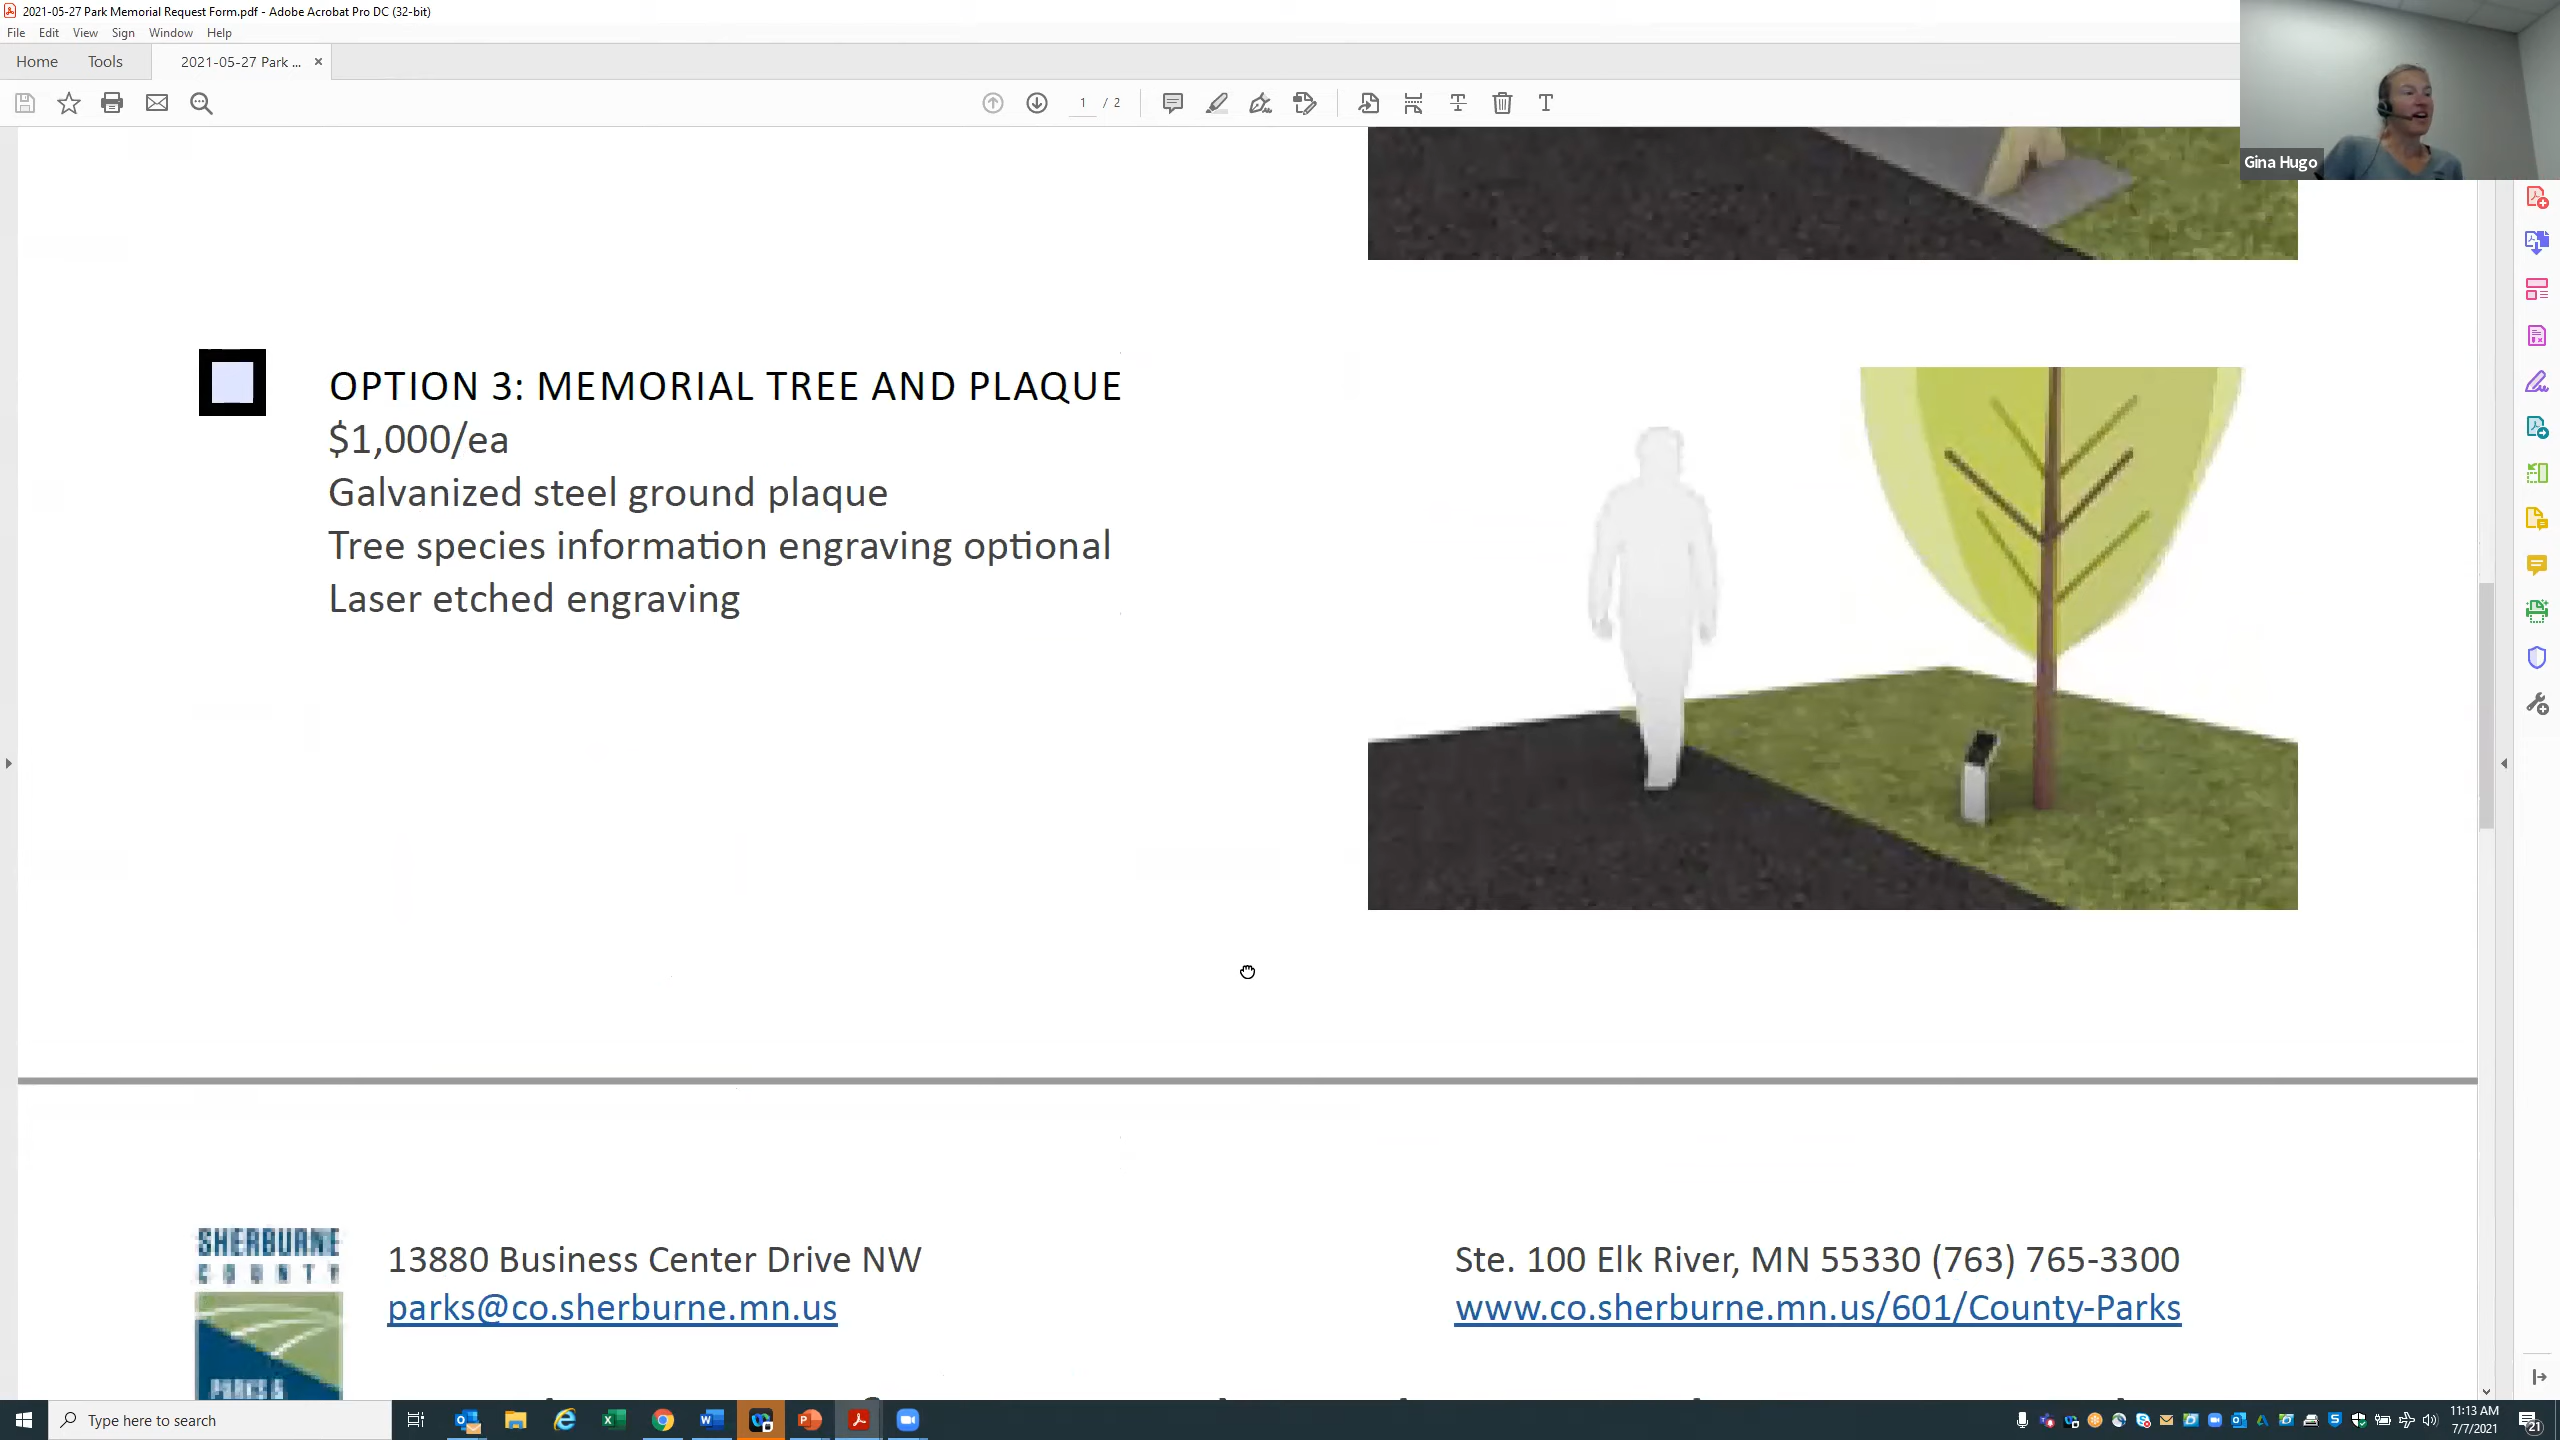 2021-05-27 Park Memorial Request Form.pdf - Adobe Acrobat Pro DC (32-bit)
File Edit View Sign Window Help
Home Tools 2021-05-27 Park ... ×
1 / 2
Gina Hugo
OPTION 3: MEMORIAL TREE AND PLAQUE
$1,000/ea
Galvanized steel ground plaque
Tree species information engraving optional
Laser etched engraving
SHERBURNE
COUNTY
PARKS &
13880 Business Center Drive NW
parks@co.sherburne.mn.us
Ste. 100 Elk River, MN 55330 (763) 765-3300
www.co.sherburne.mn.us/601/County-Parks
Type here to search
11:13 AM
7/7/2021
21